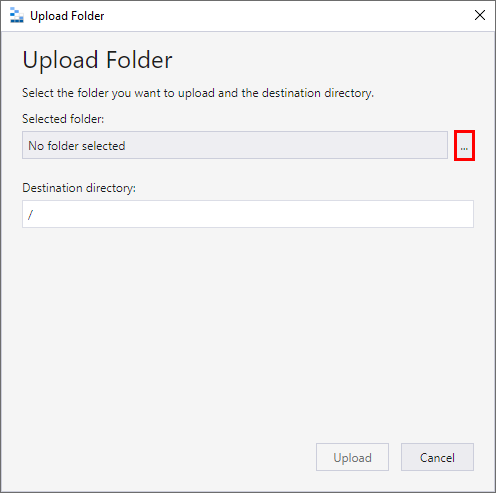 Upload Folder
Upload Folder
Select the folder you want to upload and the destination directory.
Selected folder:
No folder selected
...
Destination directory:
/
Upload
Cancel